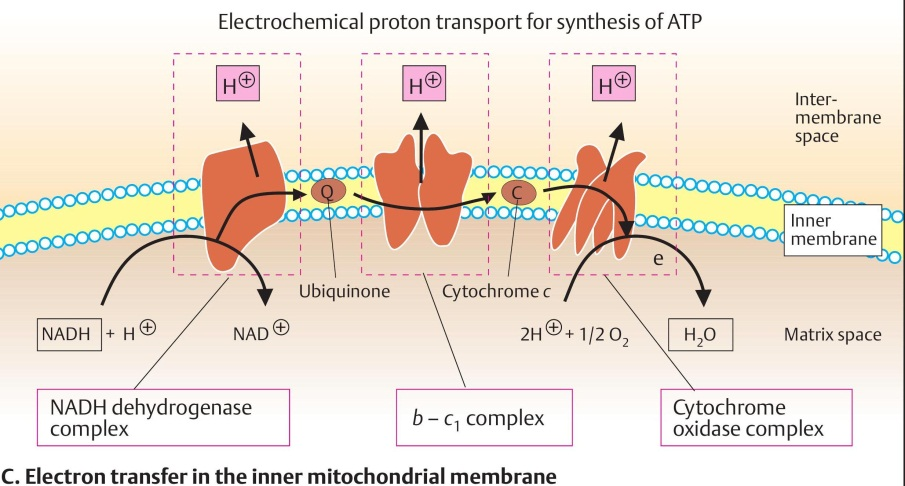 Electrochemical proton transport for synthesis of ATP
H⊕
H⊕
H⊕
Inter-
membrane
space
Q
C
Inner
membrane
e
Ubiquinone
Cytochrome c
NADH + H⊕
NAD⊕
2H⊕ + 1/2 O₂
H₂O
Matrix space
NADH dehydrogenase
complex
b – c₁ complex
Cytochrome
oxidase complex
C. Electron transfer in the inner mitochondrial membrane